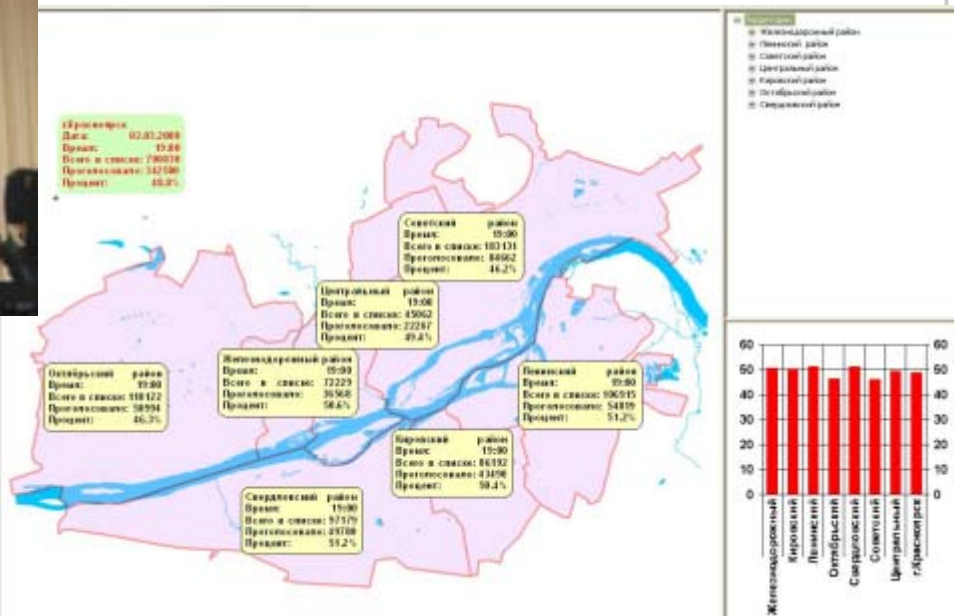 г.Красноярск
Дата: 02.03.2008
Время: 19:00
Всего в списке:
Проголосовало:
Процент: 48.8%
Советский район
Время: 19:00
Всего в списке: 183131
Проголосовало: 84662
Процент: 46.2%
Центральный район
Время: 19:00
Всего в списке: 45062
Проголосовало: 22267
Процент: 49.4%
Железнодорожный район
Время: 19:00
Всего в списке: 72229
Проголосовало: 36568
Процент: 50.6%
Октябрьский район
Время: 19:00
Всего в списке:
Проголосовало:
Процент: 46.3%
Ленинский район
Время: 19:00
Всего в списке: 106915
Проголосовало: 54819
Процент: 51.2%
Кировский район
Время: 19:00
Всего в списке: 86192
Проголосовало: 43490
Процент: 50.4%
Свердловский район
Время: 19:00
Всего в списке: 97179
Проголосовало: 49780
Процент: 51.2%
Железнодорожный район
Ленинский район
Советский район
Центральный район
Кировский район
Октябрьский район
Свердловский район
60 60
50 50
40 40
30 30
20 20
10 10
0 0
Железнодорожный
Кировский
Ленинский
Октябрьский
Свердловский
Советский
Центральный
г.Красноярск